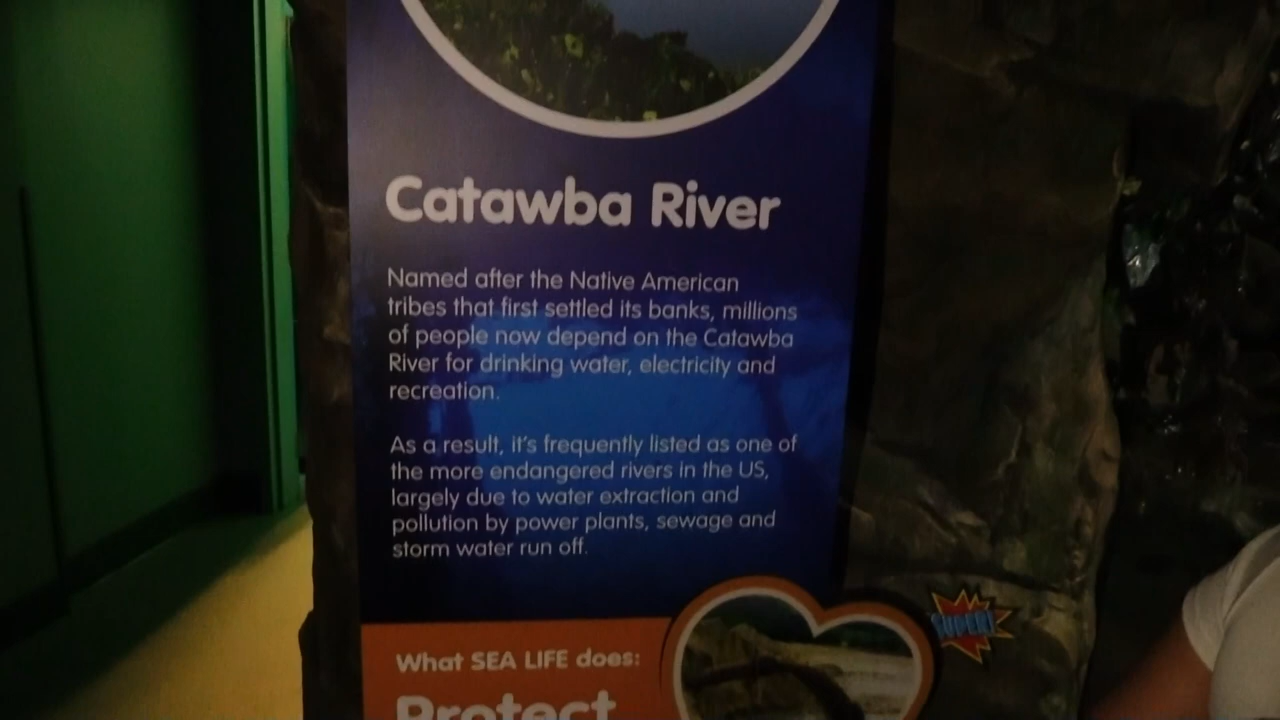 Catawba River
Named after the Native American
tribes that first settled its banks, millions
of people now depend on the Catawba
River for drinking water, electricity and
recreation.
As a result, it's frequently listed as one of
the more endangered rivers in the US,
largely due to water extraction and
pollution by power plants, sewage and
storm water run off.
SUPER!
What SEA LIFE does:
Protect